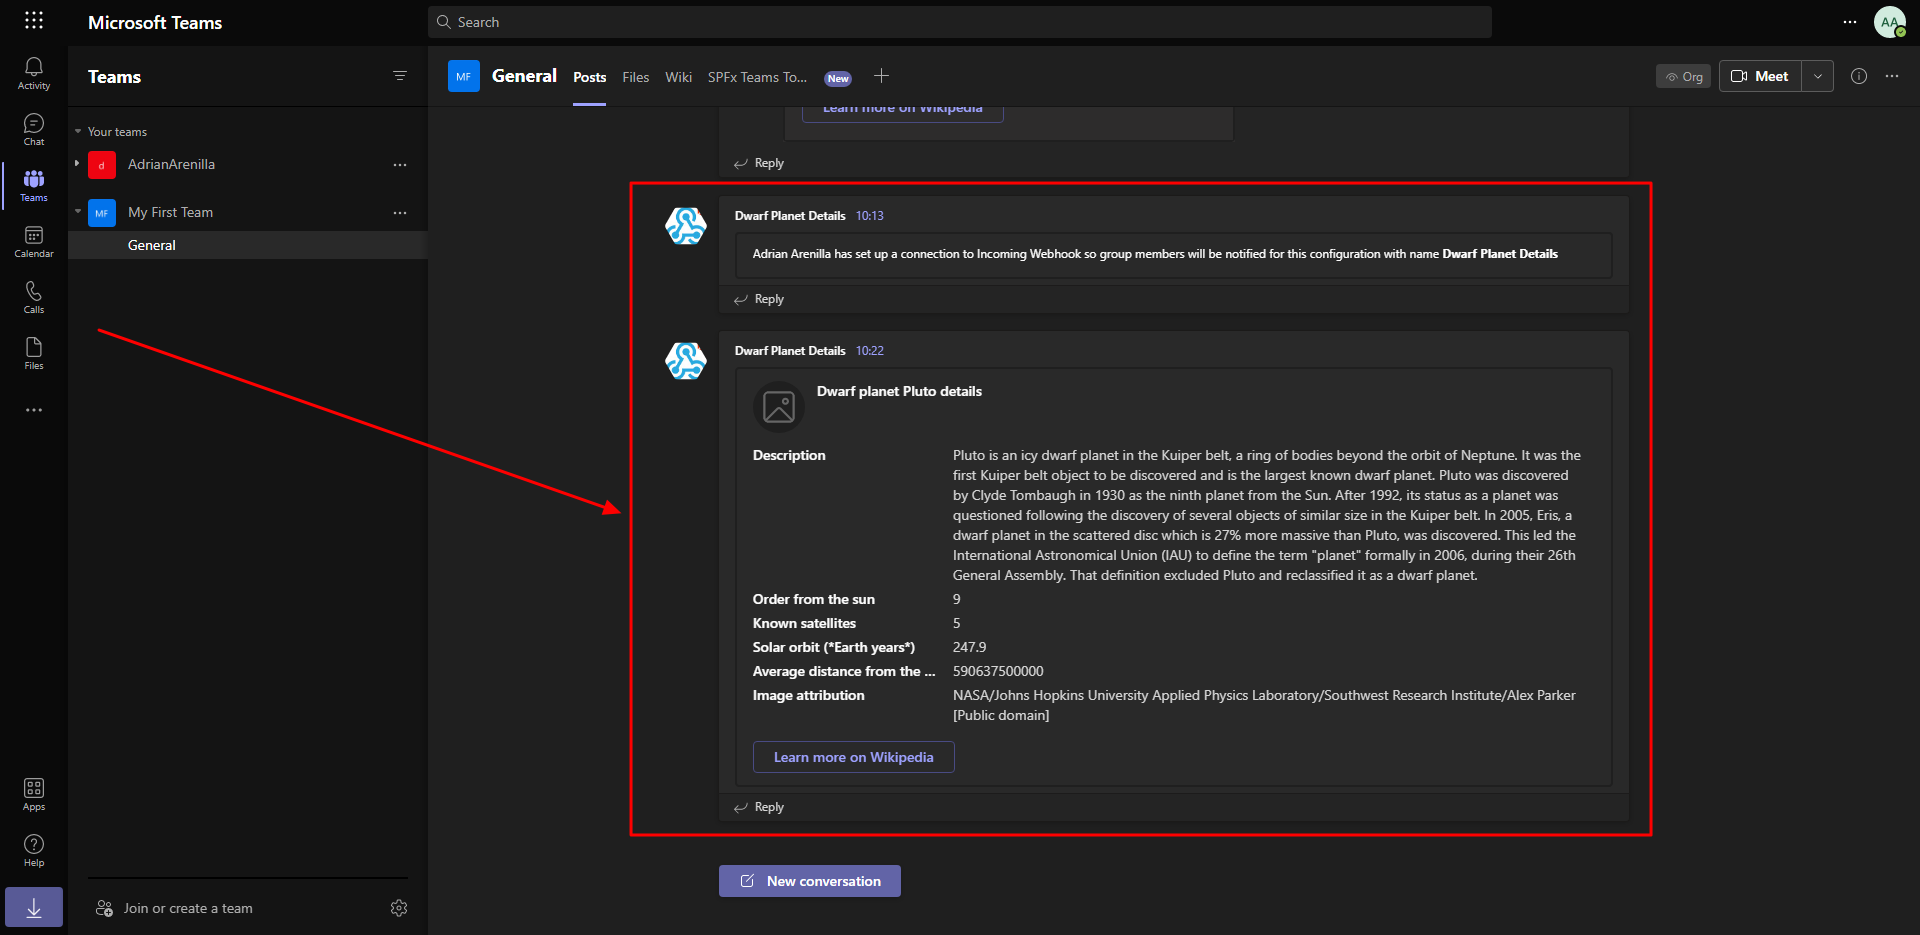 Microsoft Teams
Search
AA
Activity
Chat
Teams
Calendar
Calls
Files
Apps
Help
Teams
Your teams
d AdrianArenilla
MF My First Team
General
Join or create a team
MF General Posts Files Wiki SPFx Teams To... New
Org Meet
Learn more on Wikipedia
Reply
Dwarf Planet Details 10:13
Adrian Arenilla has set up a connection to Incoming Webhook so group members will be notified for this configuration with name Dwarf Planet Details
Reply
Dwarf Planet Details 10:22
Dwarf planet Pluto details
Description
Pluto is an icy dwarf planet in the Kuiper belt, a ring of bodies beyond the orbit of Neptune. It was the
first Kuiper belt object to be discovered and is the largest known dwarf planet. Pluto was discovered
by Clyde Tombaugh in 1930 as the ninth planet from the Sun. After 1992, its status as a planet was
questioned following the discovery of several objects of similar size in the Kuiper belt. In 2005, Eris, a
dwarf planet in the scattered disc which is 27% more massive than Pluto, was discovered. This led the
International Astronomical Union (IAU) to define the term "planet" formally in 2006, during their 26th
General Assembly. That definition excluded Pluto and reclassified it as a dwarf planet.
Order from the sun 9
Known satellites 5
Solar orbit (*Earth years*) 247.9
Average distance from the ... 590637500000
Image attribution NASA/Johns Hopkins University Applied Physics Laboratory/Southwest Research Institute/Alex Parker
[Public domain]
Learn more on Wikipedia
Reply
New conversation